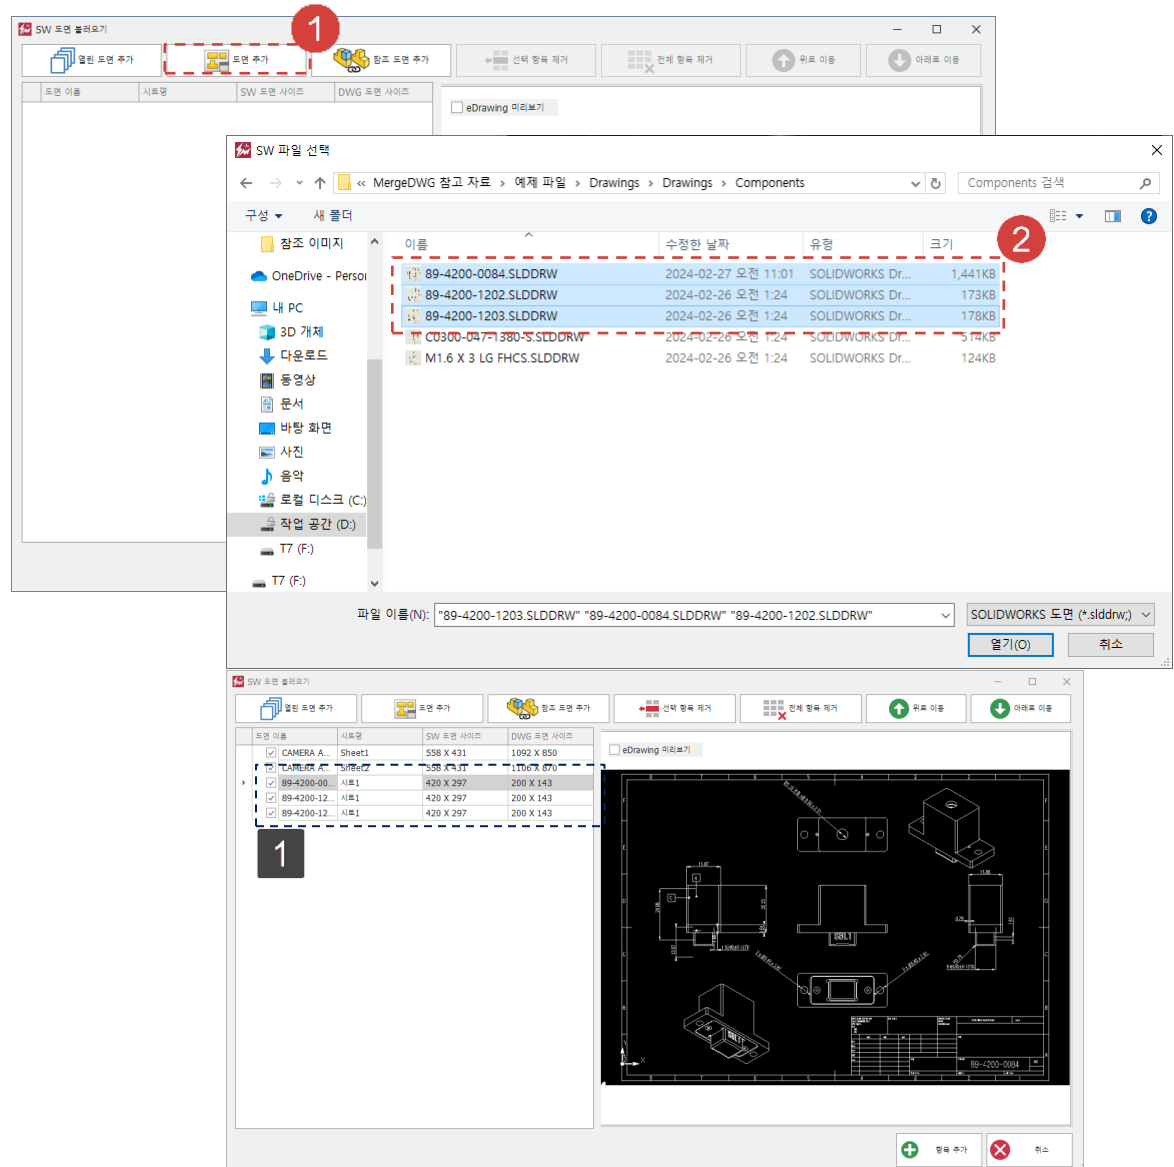 SW 도면 불러오기
1
열린 도면 추가
도면 추가
참조 도면 추가
선택 항목 제거
전체 항목 제거
위로 이동
아래로 이동
도면 이름 시트명 SW 도면 사이즈 DWG 도면 사이즈
eDrawing 미리보기
SW 파일 선택
« MergeDWG 참고 자료 › 예제 파일 › Drawings › Drawings › Components
Components 검색
구성 새 폴더
2
참조 이미지
OneDrive - Person
내 PC
3D 개체
다운로드
동영상
문서
바탕 화면
사진
음악
로컬 디스크 (C:)
작업 공간 (D:)
T7 (F:)
T7 (F:)
이름 수정한 날짜 유형 크기
89-4200-0084.SLDDRW 2024-02-27 오전 11:01 SOLIDWORKS Dr... 1,441KB
89-4200-1202.SLDDRW 2024-02-26 오전 1:24 SOLIDWORKS Dr... 173KB
89-4200-1203.SLDDRW 2024-02-26 오전 1:24 SOLIDWORKS Dr... 178KB
C0300-047-1380-S.SLDDRW 2024-02-26 오전 1:24 SOLIDWORKS Dr... 514KB
M1.6 X 3 LG FHCS.SLDDRW 2024-02-26 오전 1:24 SOLIDWORKS Dr... 124KB
파일 이름(N): "89-4200-1203.SLDDRW" "89-4200-0084.SLDDRW" "89-4200-1202.SLDDRW"
SOLIDWORKS 도면 (*.slddrw;)
열기(O) 취소
SW 도면 불러오기
열린 도면 추가
도면 추가
참조 도면 추가
선택 항목 제거
전체 항목 제거
위로 이동
아래로 이동
도면 이름 시트명 SW 도면 사이즈 DWG 도면 사이즈
CAMERA A... Sheet1 558 X 431 1092 X 850
CAMERA A... Sheet2 558 X 431 1106 X 870
89-4200-00... 시트1 420 X 297 200 X 143
89-4200-12... 시트1 420 X 297 200 X 143
89-4200-12... 시트1 420 X 297 200 X 143
1
eDrawing 미리보기
SBL1
89-4200-0084
항목 추가
취소